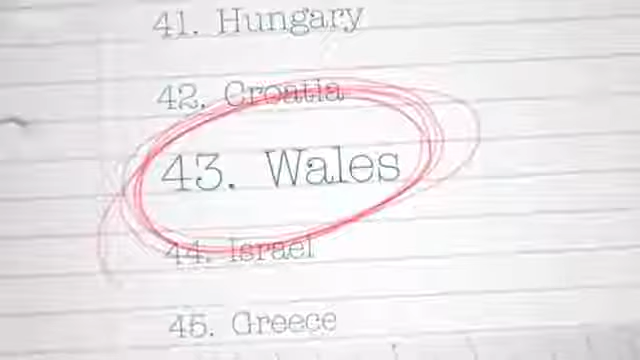 41. Hungary
42. Croatia
43. Wales
44. Israel
45. Greece